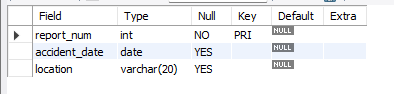 Field Type Null Key Default Extra
report_num int NO PRI NULL
accident_date date YES NULL
location varchar(20) YES NULL